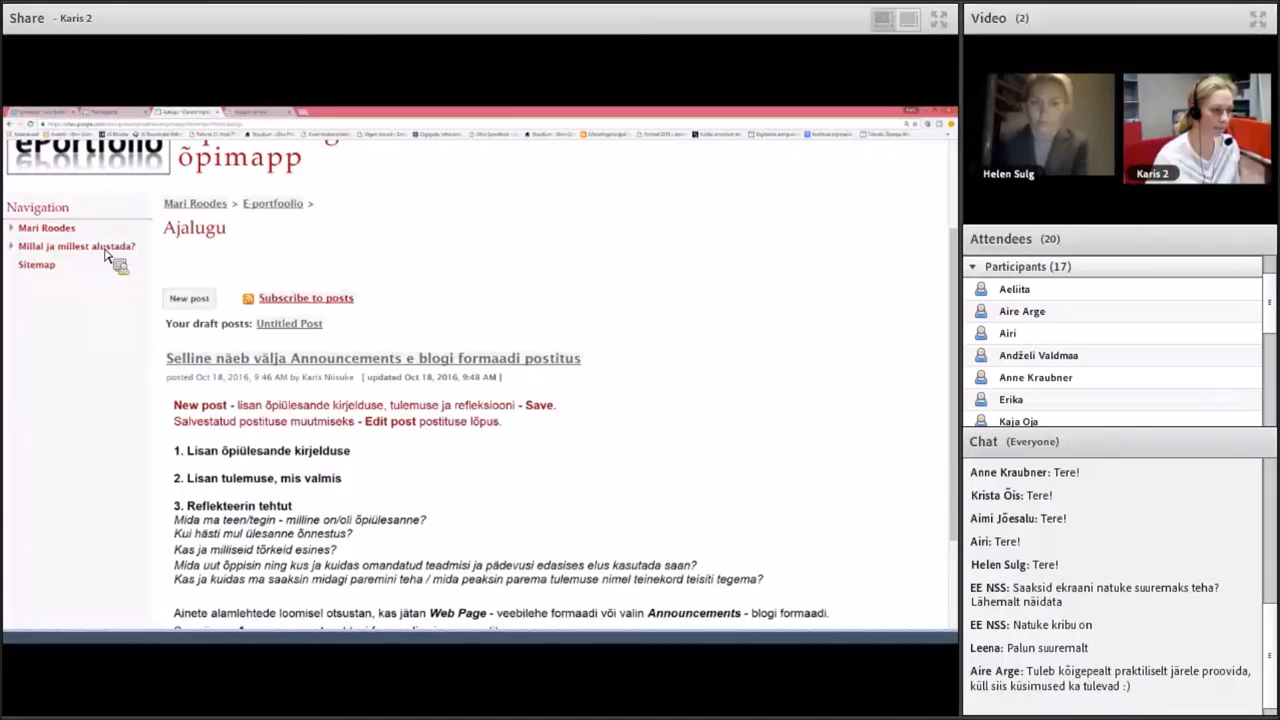 Share - Karis 2
ePortfolio
õpimapp
Navigation
Mari Roodes
Millal ja millest alustada?
Sitemap
Mari Roodes > E-portfoolio >
Ajalugu
New post
Subscribe to posts
Your draft posts: Untitled Post
Selline näeb välja Announcements e blogi formaadi postitus
posted Oct 18, 2016, 9:46 AM by Karis Niisuke [ updated Oct 18, 2016, 9:48 AM ]
New post - lisan õpiülesande kirjelduse, tulemuse ja refleksiooni - Save.
Salvestatud postituse muutmiseks - Edit post postituse lõpus.
1. Lisan õpiülesande kirjelduse
2. Lisan tulemuse, mis valmis
3. Reflekteerin tehtut
Mida ma teen/tegin - milline on/oli õpiülesanne?
Kui hästi mul ülesanne õnnestus?
Kas ja milliseid tõrkeid esines?
Mida uut õppisin ning kus ja kuidas omandatud teadmisi ja pädevusi edasises elus kasutada saan?
Kas ja kuidas ma saaksin midagi paremini teha / mida peaksin parema tulemuse nimel teinekord teisiti tegema?
Ainete alamlehtede loomisel otsustan, kas jätan Web Page - veebilehe formaadi või valin Announcements - blogi formaadi.
Video (2)
Helen Sulg
Karis 2
Attendees (20)
Participants (17)
Aeliita
Aire Arge
Airi
Andželi Valdmaa
Anne Kraubner
Erika
Kaja Oja
Chat (Everyone)
Anne Kraubner: Tere!
Krista Õis: Tere!
Aimi Jõesalu: Tere!
Airi: Tere!
Helen Sulg: Tere!
EE NSS: Saaksid ekraani natuke suuremaks teha?
Lähemalt näidata
EE NSS: Natuke kribu on
Leena: Palun suuremalt
Aire Arge: Tuleb kõigepealt praktiliselt järele proovida,
küll siis küsimused ka tulevad :)